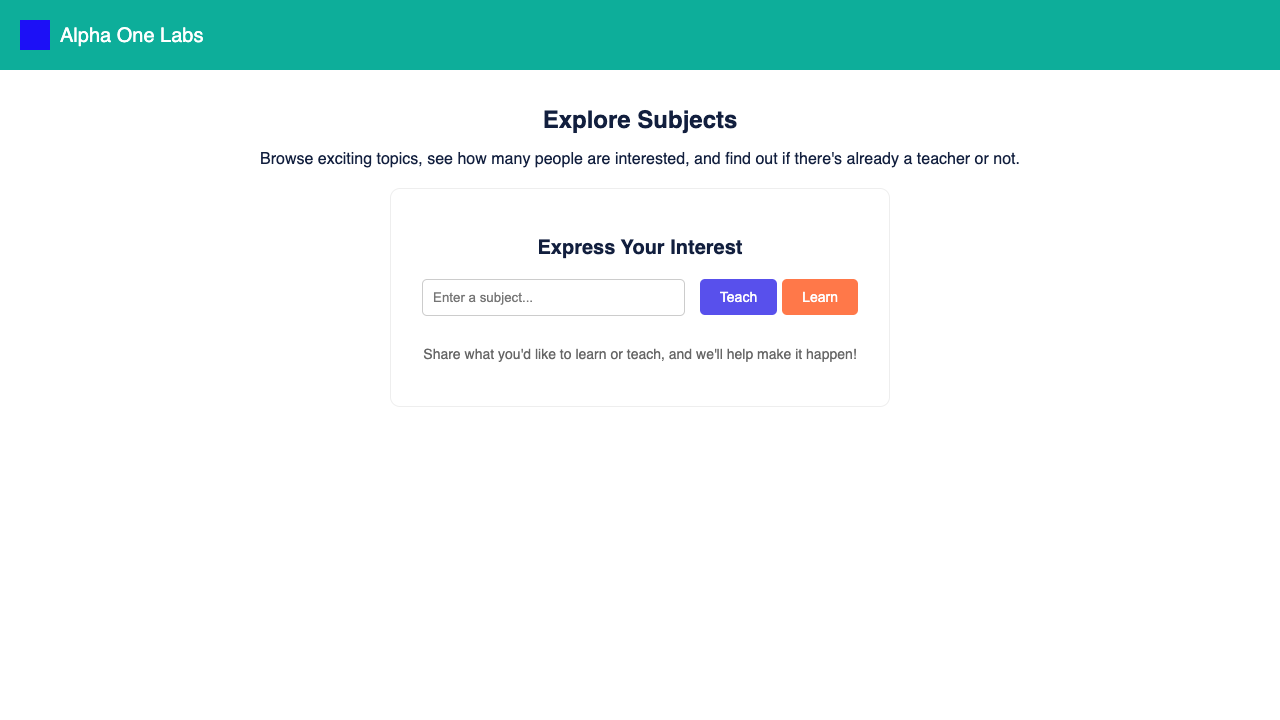 Alpha One Labs
Explore Subjects
Browse exciting topics, see how many people are interested, and find out if there's already a teacher or not.
Express Your Interest
Enter a subject...
Teach
Learn
Share what you'd like to learn or teach, and we'll help make it happen!